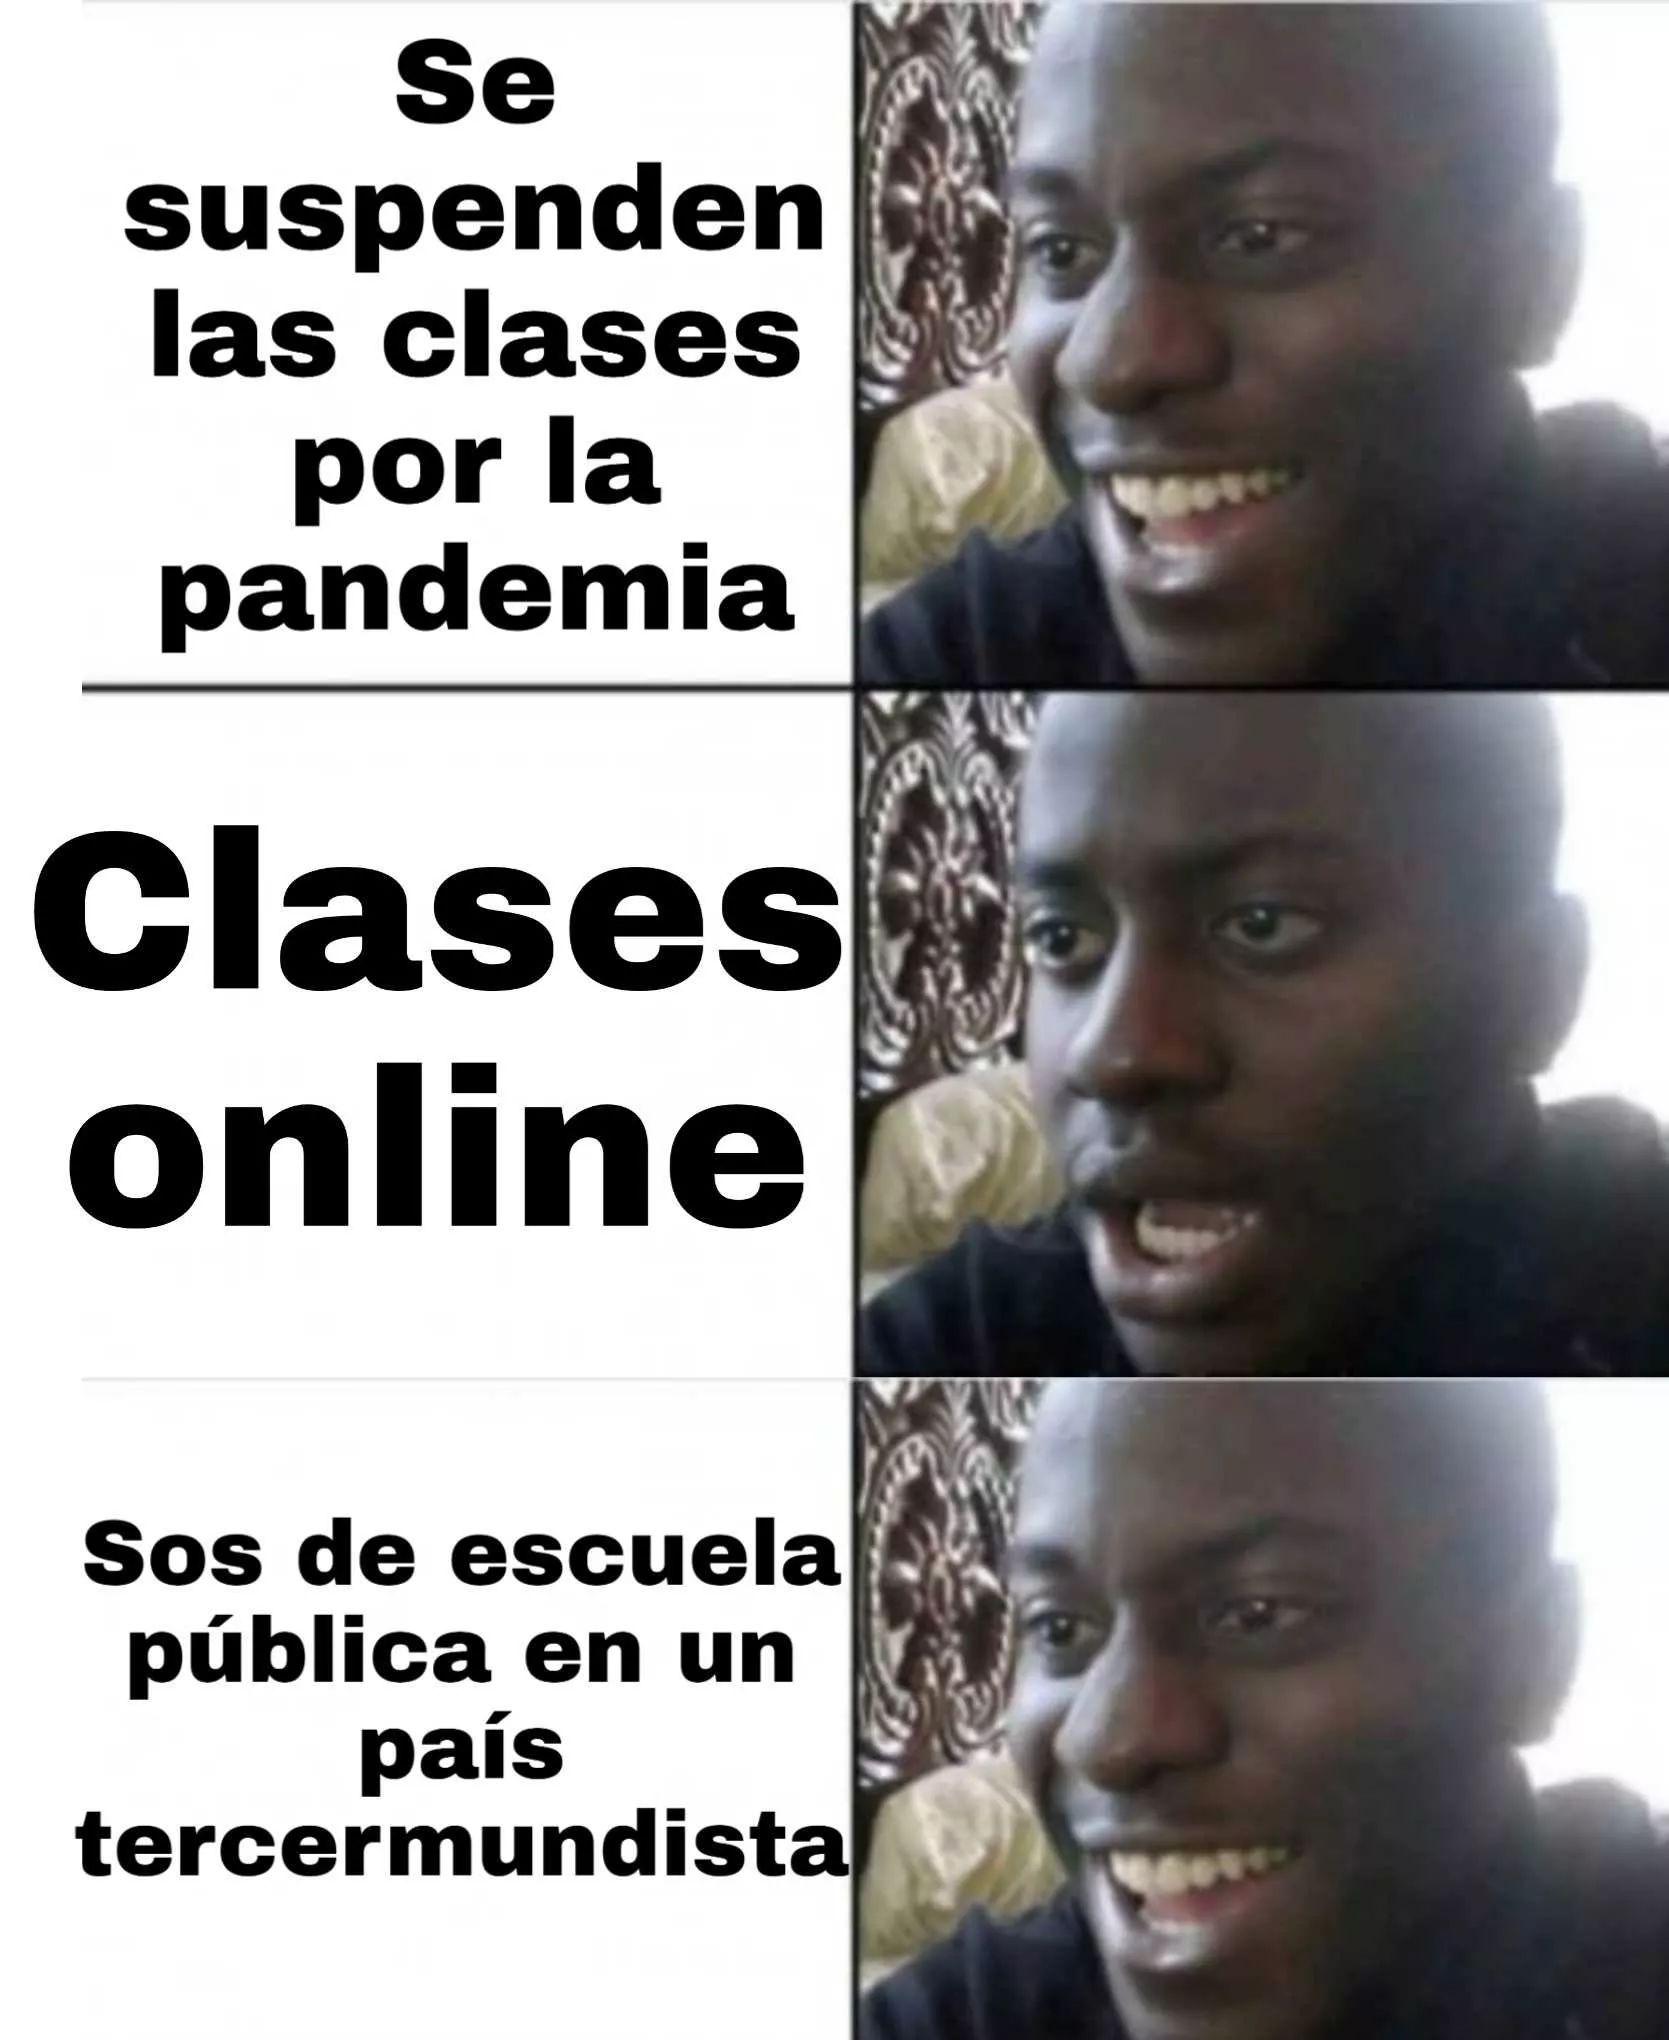 Se
suspenden
las clases
por la
pandemia
Clases
online
Sos de escuela
pública en un
país
tercermundista